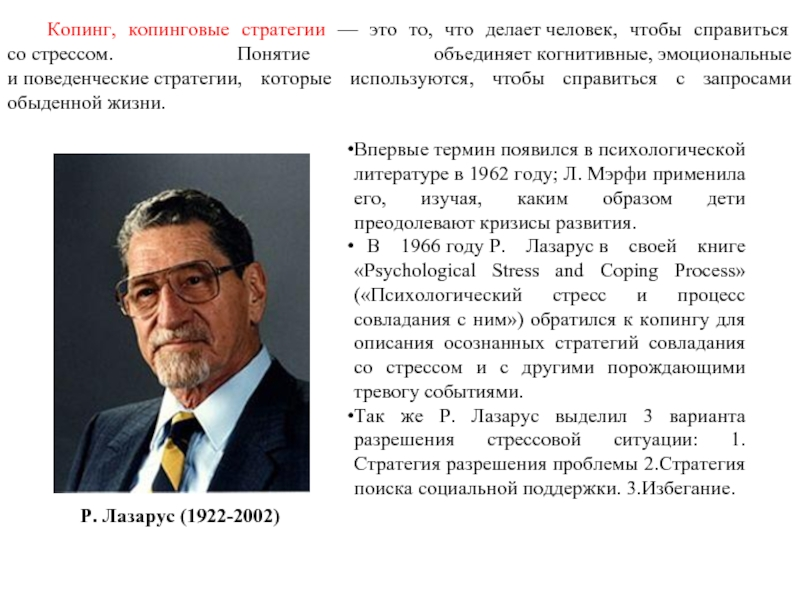 Копинг, копинговые стратегии — это то, что делает человек, чтобы справиться
со стрессом. Понятие объединяет когнитивные, эмоциональные
и поведенческие стратегии, которые используются, чтобы справиться с запросами
обыденной жизни.
•Впервые термин появился в психологической
литературе в 1962 году; Л. Мэрфи применила
его, изучая, каким образом дети
преодолевают кризисы развития.
• В 1966 году Р. Лазарус в своей книге
«Psychological Stress and Coping Process»
(«Психологический стресс и процесс
совладания с ним») обратился к копингу для
описания осознанных стратегий совладания
со стрессом и с другими порождающими
тревогу событиями.
•Так же Р. Лазарус выделил 3 варианта
разрешения стрессовой ситуации: 1.
Стратегия разрешения проблемы 2.Стратегия
поиска социальной поддержки. 3.Избегание.
Р. Лазарус (1922-2002)